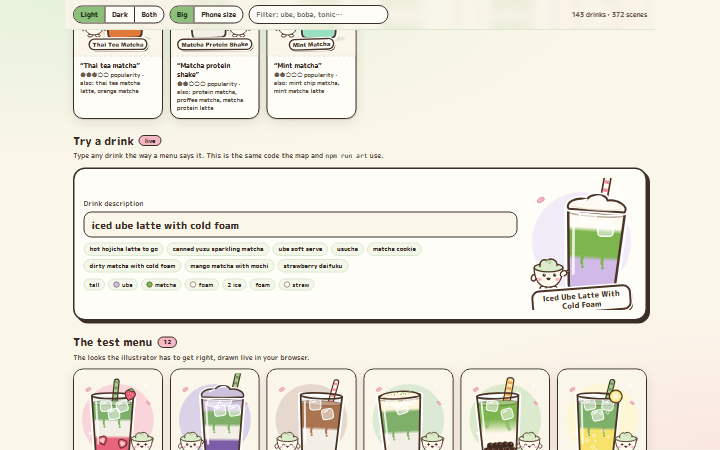 Light Dark Both Big Phone size Filter: ube, boba, tonic… 143 drinks · 372 scenes
Thai Tea Matcha Matcha Protein Shake Mint Matcha
“Thai tea matcha”
popularity ·
also: thai tea matcha
latte, orange matcha
“Matcha protein
shake”
popularity ·
also: protein matcha,
proffee matcha, matcha
protein latte
“Mint matcha”
popularity ·
also: mint chip matcha,
mint matcha latte
Try a drink live
Type any drink the way a menu says it. This is the same code the map and npm run art use.
Drink description
iced ube latte with cold foam
hot hojicha latte to go canned yuzu sparkling matcha ube soft serve usucha matcha cookie
dirty matcha with cold foam mango matcha with mochi strawberry daifuku
tall ube matcha foam 2 ice foam straw
Iced Ube Latte With
Cold Foam
The test menu 12
The looks the illustrator has to get right, drawn live in your browser.